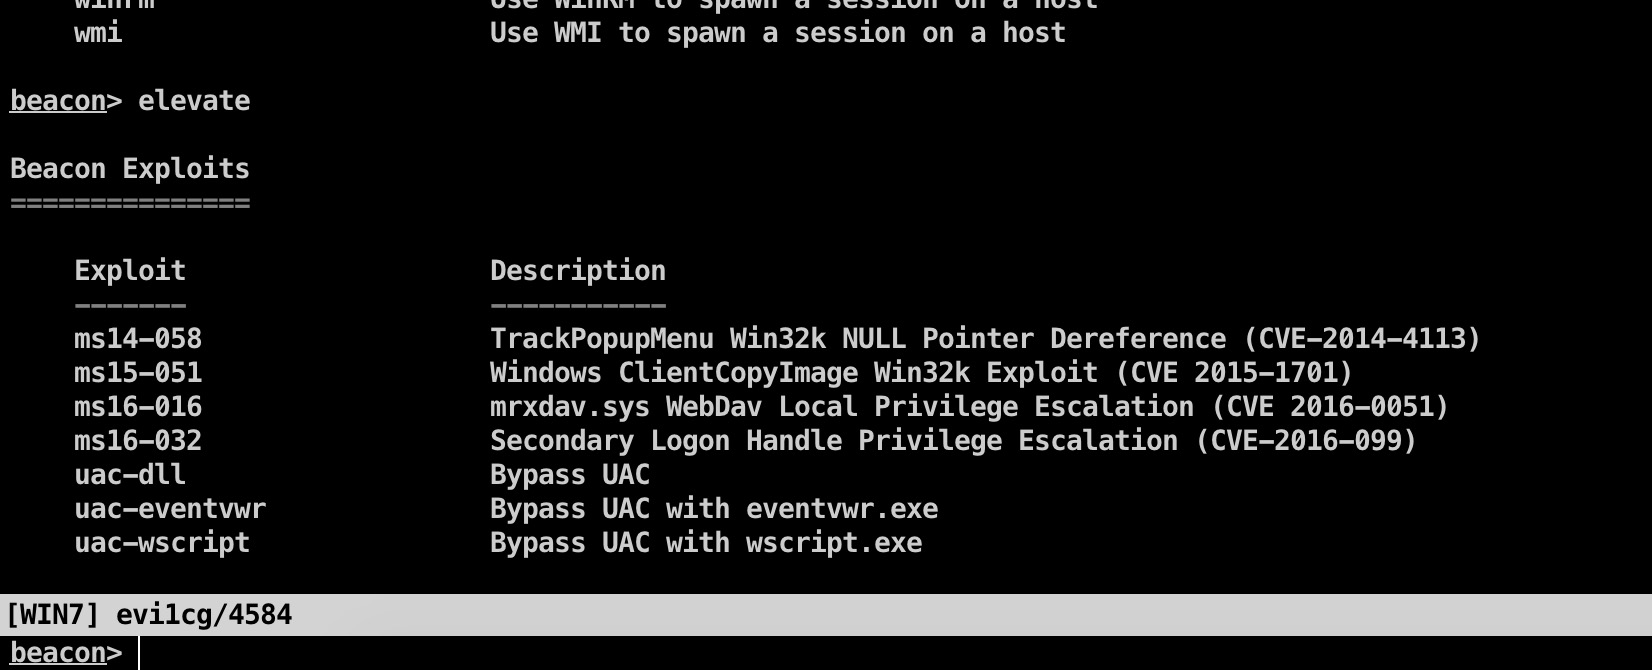 winrm Use WinRM to spawn a session on a host
wmi Use WMI to spawn a session on a host
beacon> elevate
Beacon Exploits
===============
Exploit Description
------- -----------
ms14-058 TrackPopupMenu Win32k NULL Pointer Dereference (CVE-2014-4113)
ms15-051 Windows ClientCopyImage Win32k Exploit (CVE 2015-1701)
ms16-016 mrxdav.sys WebDav Local Privilege Escalation (CVE 2016-0051)
ms16-032 Secondary Logon Handle Privilege Escalation (CVE-2016-099)
uac-dll Bypass UAC
uac-eventvwr Bypass UAC with eventvwr.exe
uac-wscript Bypass UAC with wscript.exe
[WIN7] evi1cg/4584
beacon>